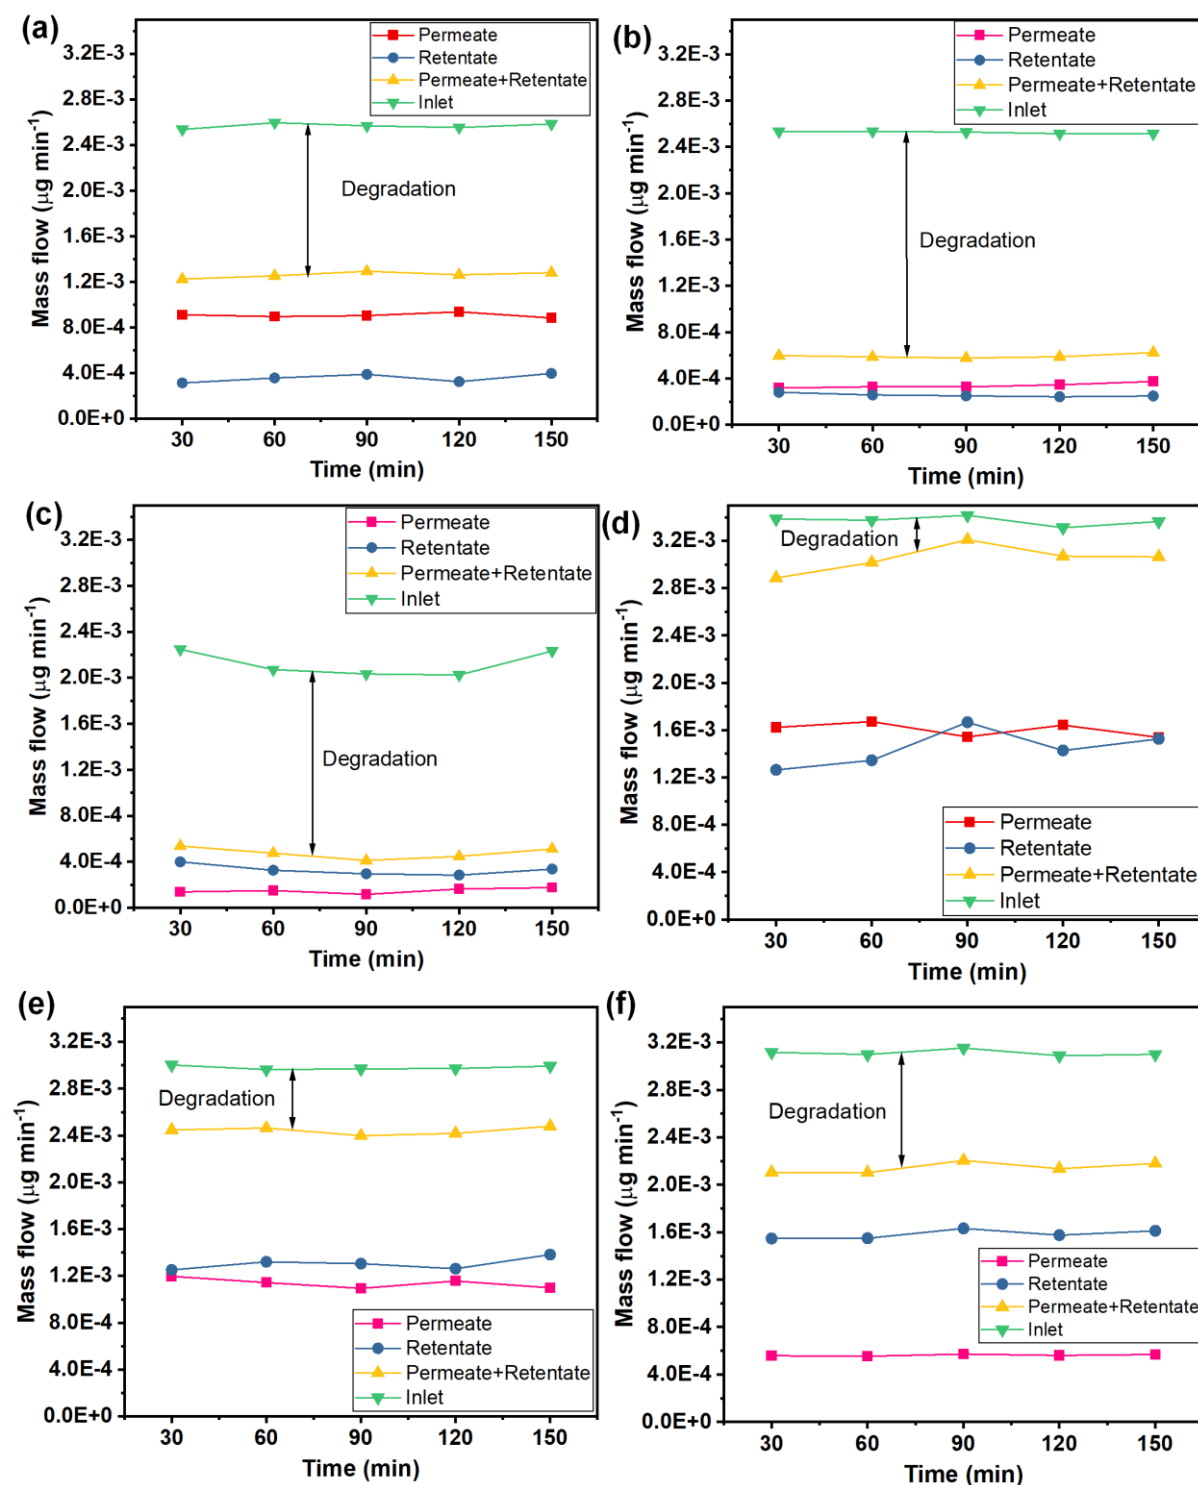 (a)
Permeate
Retentate
Permeate+Retentate
Inlet
3.2E-3
2.8E-3
2.4E-3
2.0E-3
1.6E-3
1.2E-3
8.0E-4
4.0E-4
0.0E+0
Mass flow (µg min⁻¹)
Degradation
30 60 90 120 150
Time (min)
(b)
Permeate
Retentate
Permeate+Retentate
Inlet
3.2E-3
2.8E-3
2.4E-3
2.0E-3
1.6E-3
1.2E-3
8.0E-4
4.0E-4
0.0E+0
Mass flow (µg min⁻¹)
Degradation
30 60 90 120 150
Time (min)
(c)
Permeate
Retentate
Permeate+Retentate
Inlet
3.2E-3
2.8E-3
2.4E-3
2.0E-3
1.6E-3
1.2E-3
8.0E-4
4.0E-4
0.0E+0
Mass flow (µg min⁻¹)
Degradation
30 60 90 120 150
Time (min)
(d)
Degradation
3.2E-3
2.8E-3
2.4E-3
2.0E-3
1.6E-3
1.2E-3
8.0E-4
4.0E-4
0.0E+0
Mass flow (µg min⁻¹)
Permeate
Retentate
Permeate+Retentate
Inlet
30 60 90 120 150
Time (min)
(e)
3.2E-3
2.8E-3
2.4E-3
2.0E-3
1.6E-3
1.2E-3
8.0E-4
4.0E-4
0.0E+0
Mass flow (µg min⁻¹)
Degradation
Permeate
Retentate
Permeate+Retentate
Inlet
30 60 90 120 150
Time (min)
(f)
3.2E-3
2.8E-3
2.4E-3
2.0E-3
1.6E-3
1.2E-3
8.0E-4
4.0E-4
0.0E+0
Mass flow (µg min⁻¹)
Degradation
Permeate
Retentate
Permeate+Retentate
Inlet
30 60 90 120 150
Time (min)